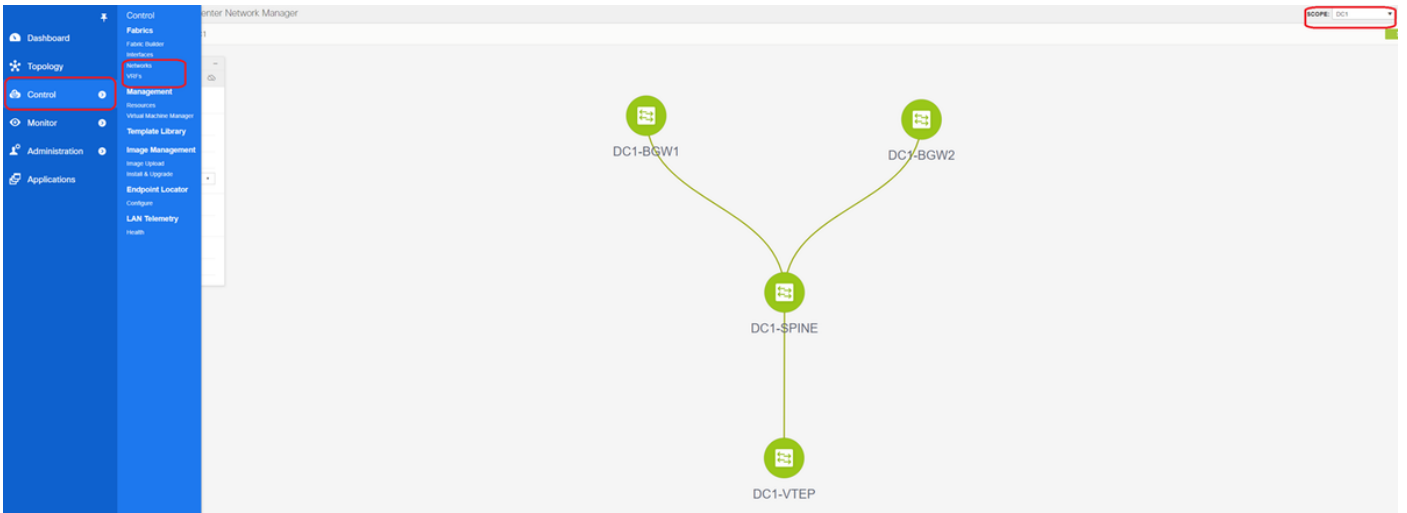 Control
enter Network Manager
SCOPE: DC1
Fabrics
Dashboard
Fabric Builder
Interfaces
Topology
Networks
VRFs
Control
Management
Resources
Virtual Machine Manager
Monitor
Template Library
Administration
Image Management
Image Upload
Applications
Install & Upgrade
Endpoint Locator
Configure
LAN Telemetry
Health
DC1-BGW1
DC1-BGW2
DC1-SPINE
DC1-VTEP